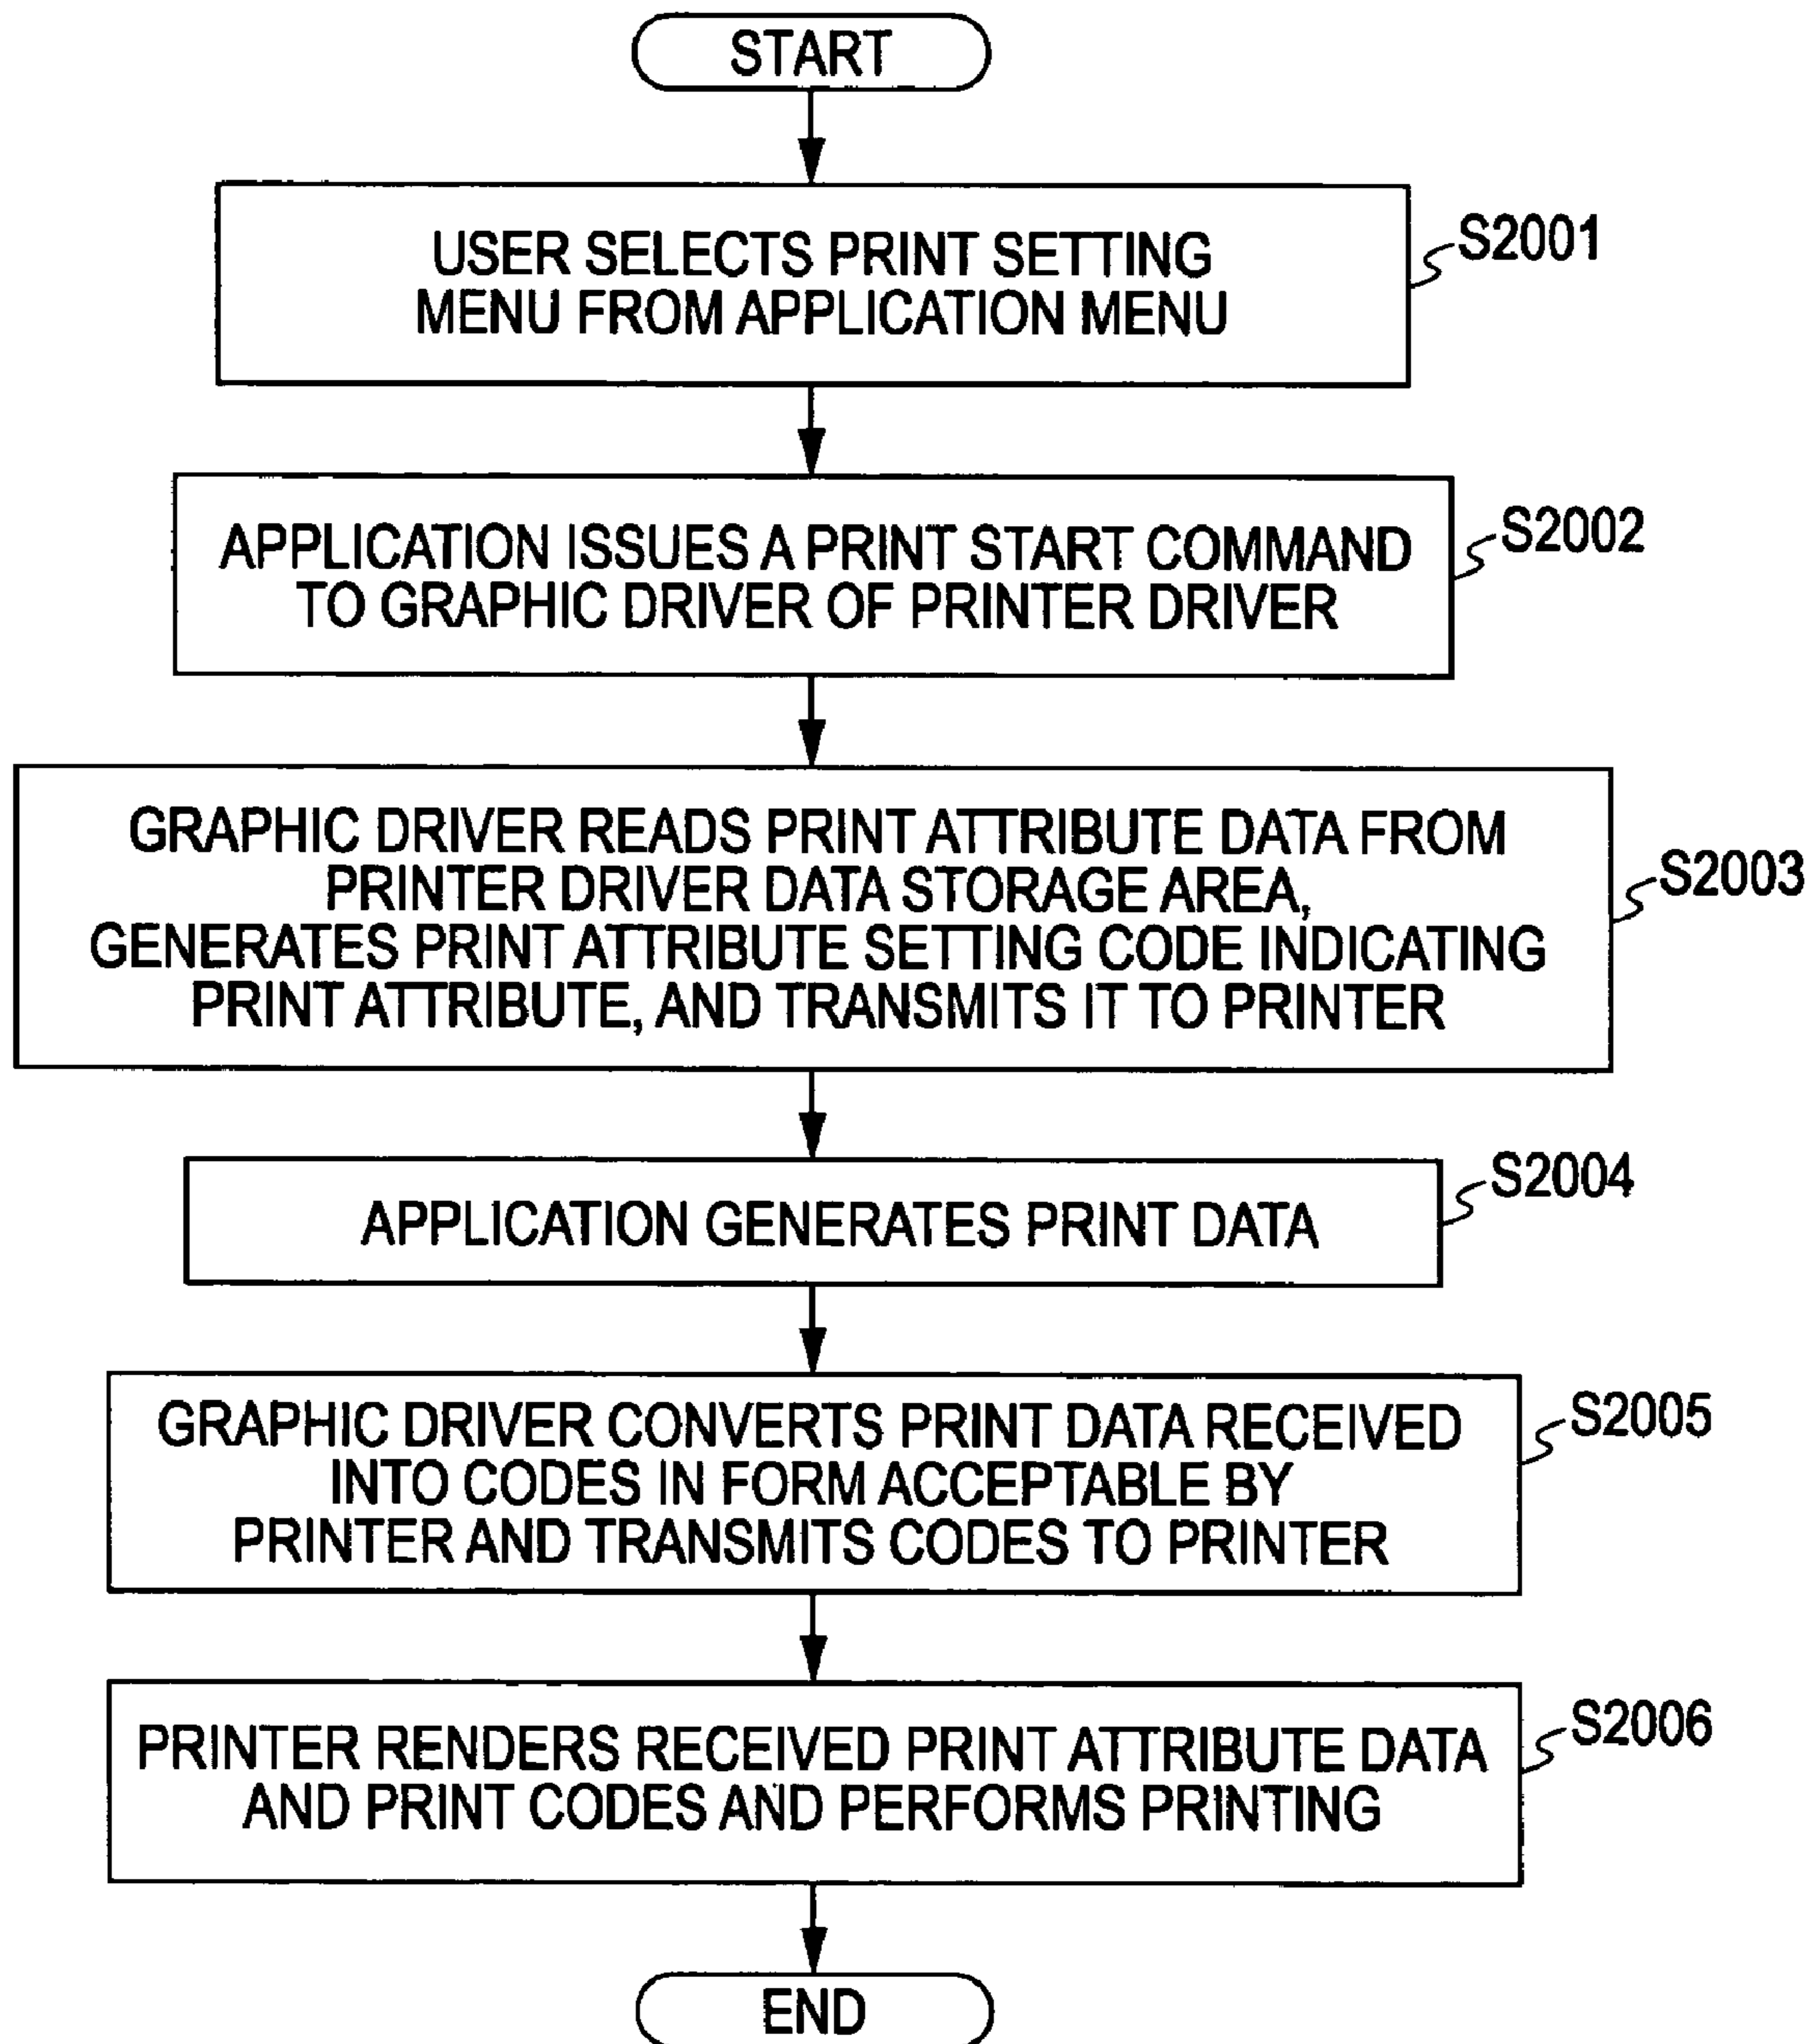 START
USER SELECTS PRINT SETTING
MENU FROM APPLICATION MENU
S2001
APPLICATION ISSUES A PRINT START COMMAND
TO GRAPHIC DRIVER OF PRINTER DRIVER
S2002
GRAPHIC DRIVER READS PRINT ATTRIBUTE DATA FROM
PRINTER DRIVER DATA STORAGE AREA,
GENERATES PRINT ATTRIBUTE SETTING CODE INDICATING
PRINT ATTRIBUTE, AND TRANSMITS IT TO PRINTER
S2003
APPLICATION GENERATES PRINT DATA
S2004
GRAPHIC DRIVER CONVERTS PRINT DATA RECEIVED
INTO CODES IN FORM ACCEPTABLE BY
PRINTER AND TRANSMITS CODES TO PRINTER
S2005
PRINTER RENDERS RECEIVED PRINT ATTRIBUTE DATA
AND PRINT CODES AND PERFORMS PRINTING
S2006
END